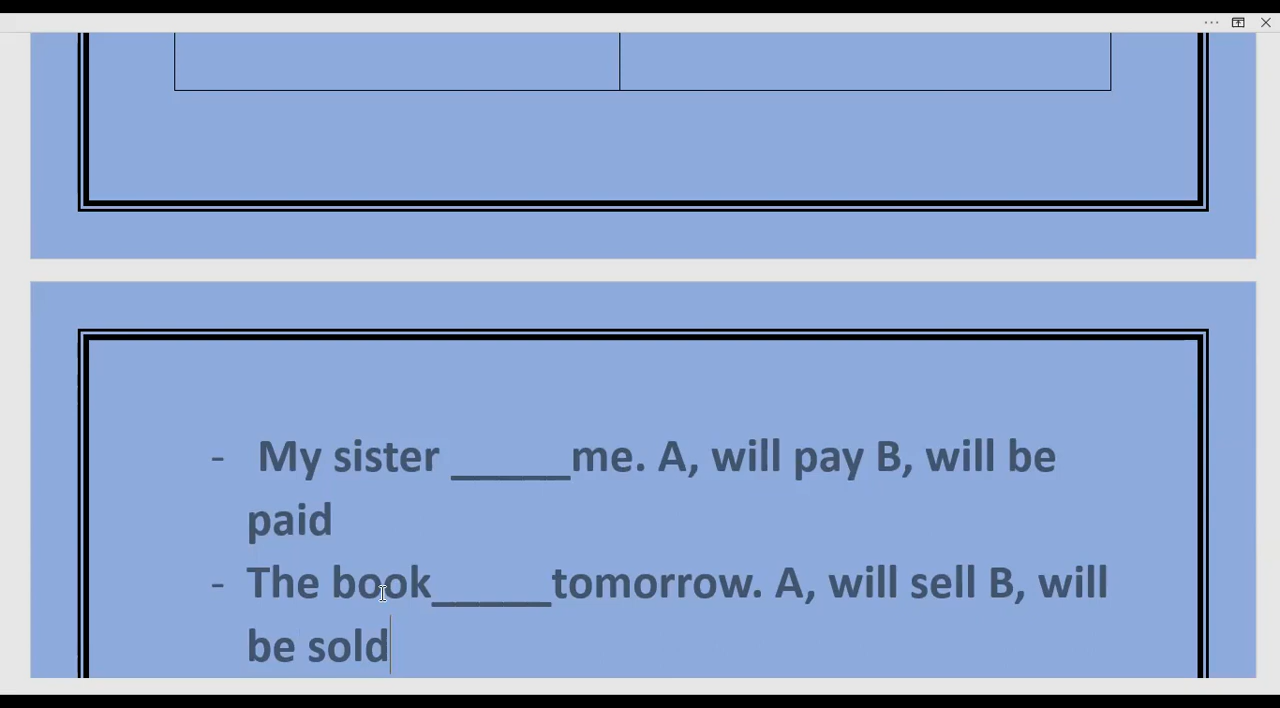 - My sister _____me. A, will pay B, will be
paid
- The book_____tomorrow. A, will sell B, will
be sold